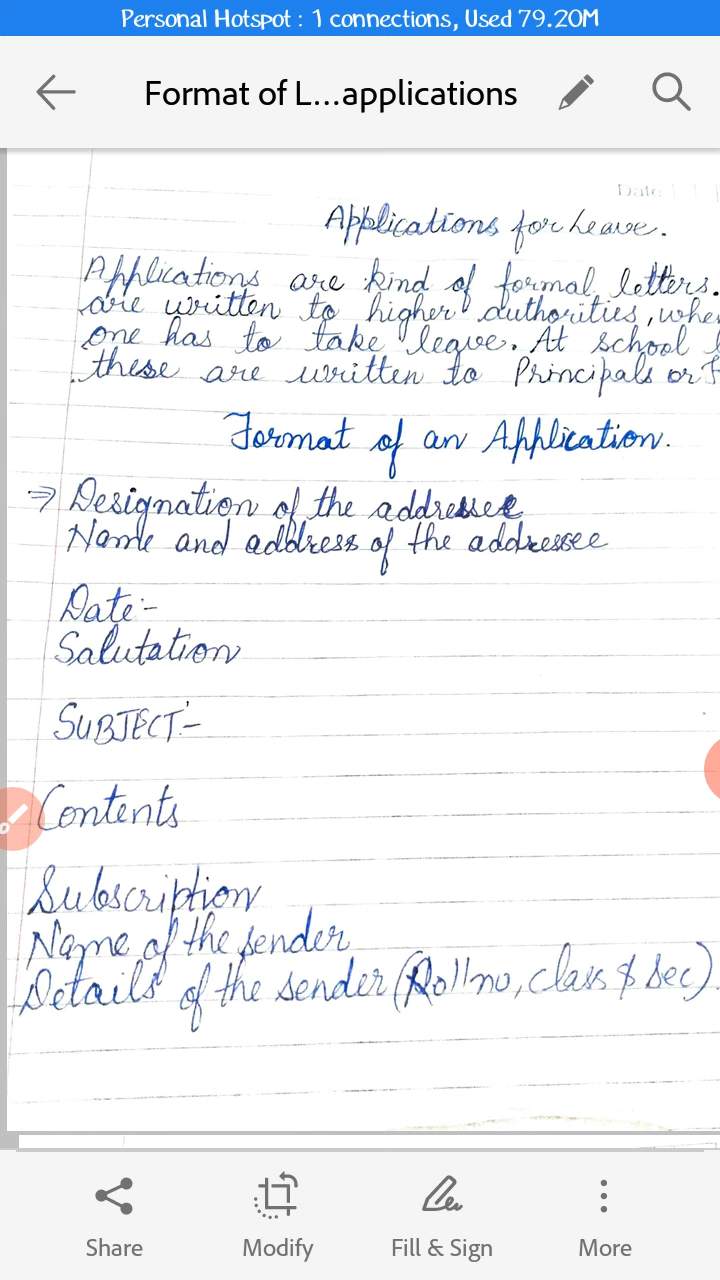 Personal Hotspot : 1 connections, Used 79.20M
Format of L...applications
Date
Applications for Leave.
Applications are kind of formal letters.
are written to higher authorities, whe
one has to take leave. At school
these are written to Principals or
Format of an Application.
⇒ Designation of the addressee
Name and address of the addressee
Date:-
Salutation
SUBJECT:-
Contents
Subscription
Name of the sender
Details of the sender (Rollno, class & sec).
Share
Modify
Fill & Sign
More